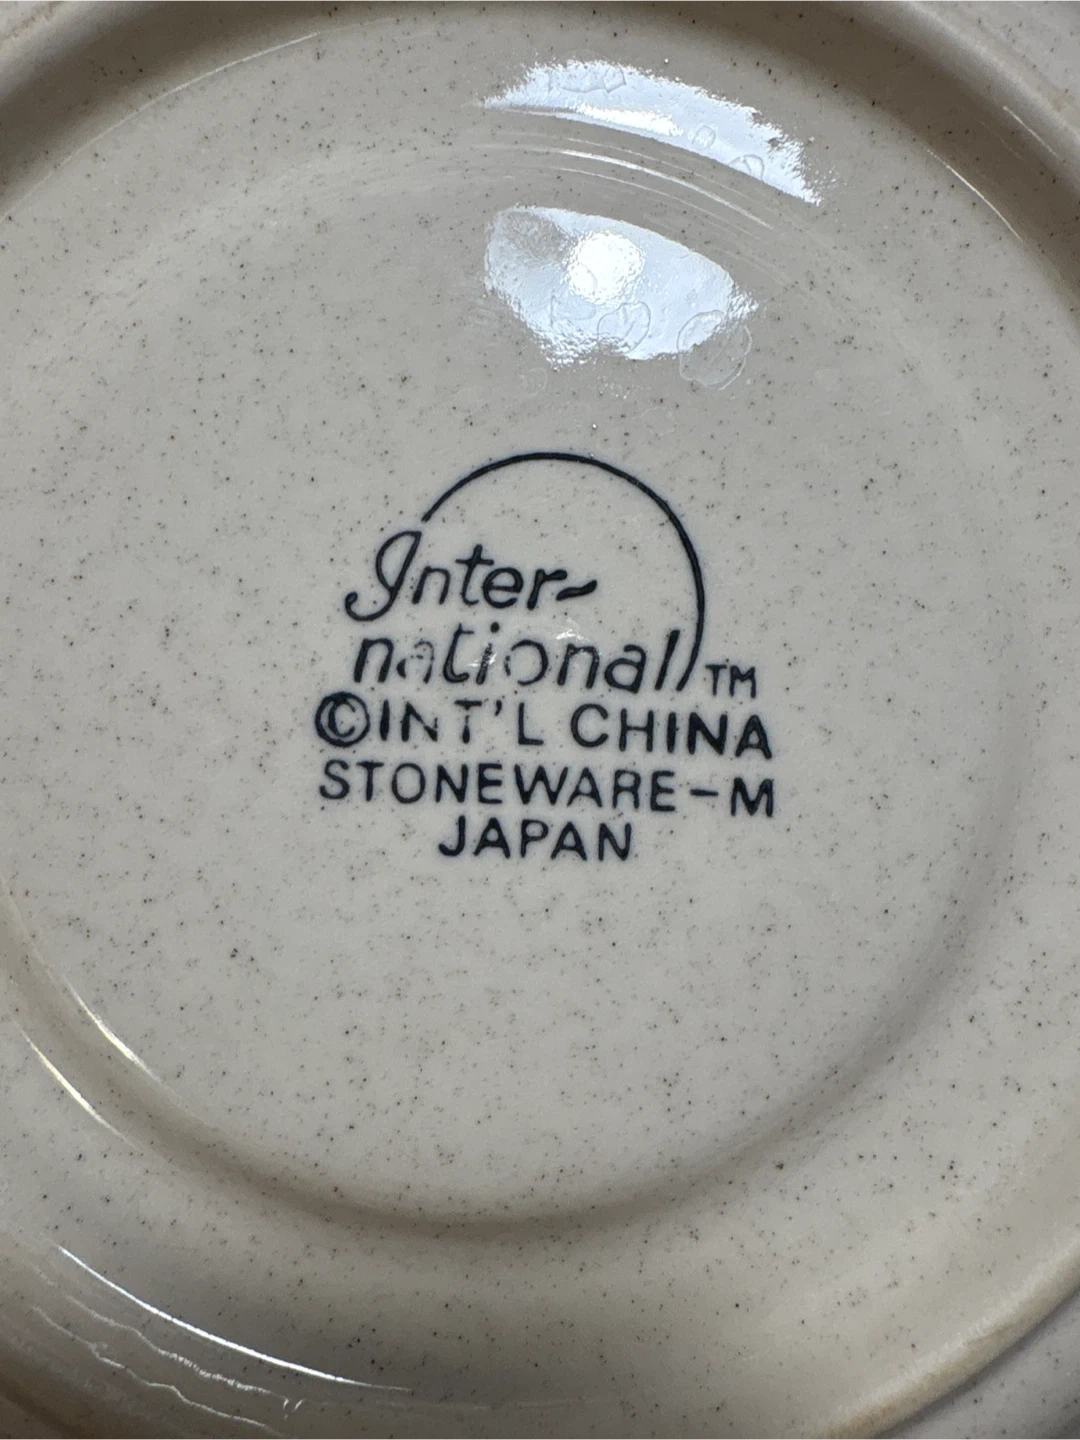 Inter-
national TM
©INT'L CHINA
STONEWARE-M
JAPAN